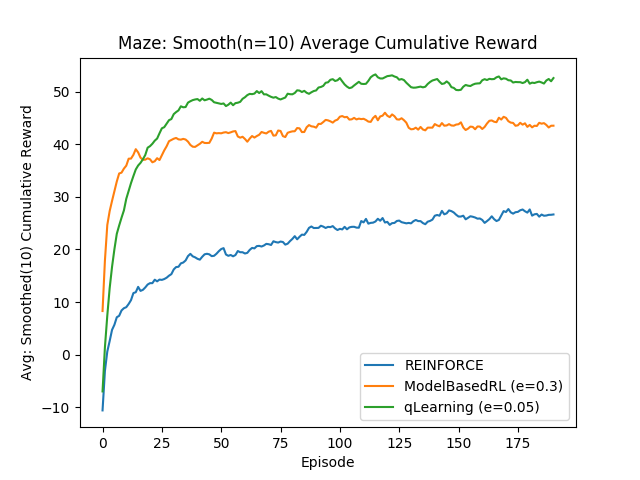 Maze: Smooth(n=10) Average Cumulative Reward
Avg: Smoothed(10) Cumulative Reward
50
40
30
20
10
0
−10
0 25 50 75 100 125 150 175
Episode
REINFORCE
ModelBasedRL (e=0.3)
qLearning (e=0.05)